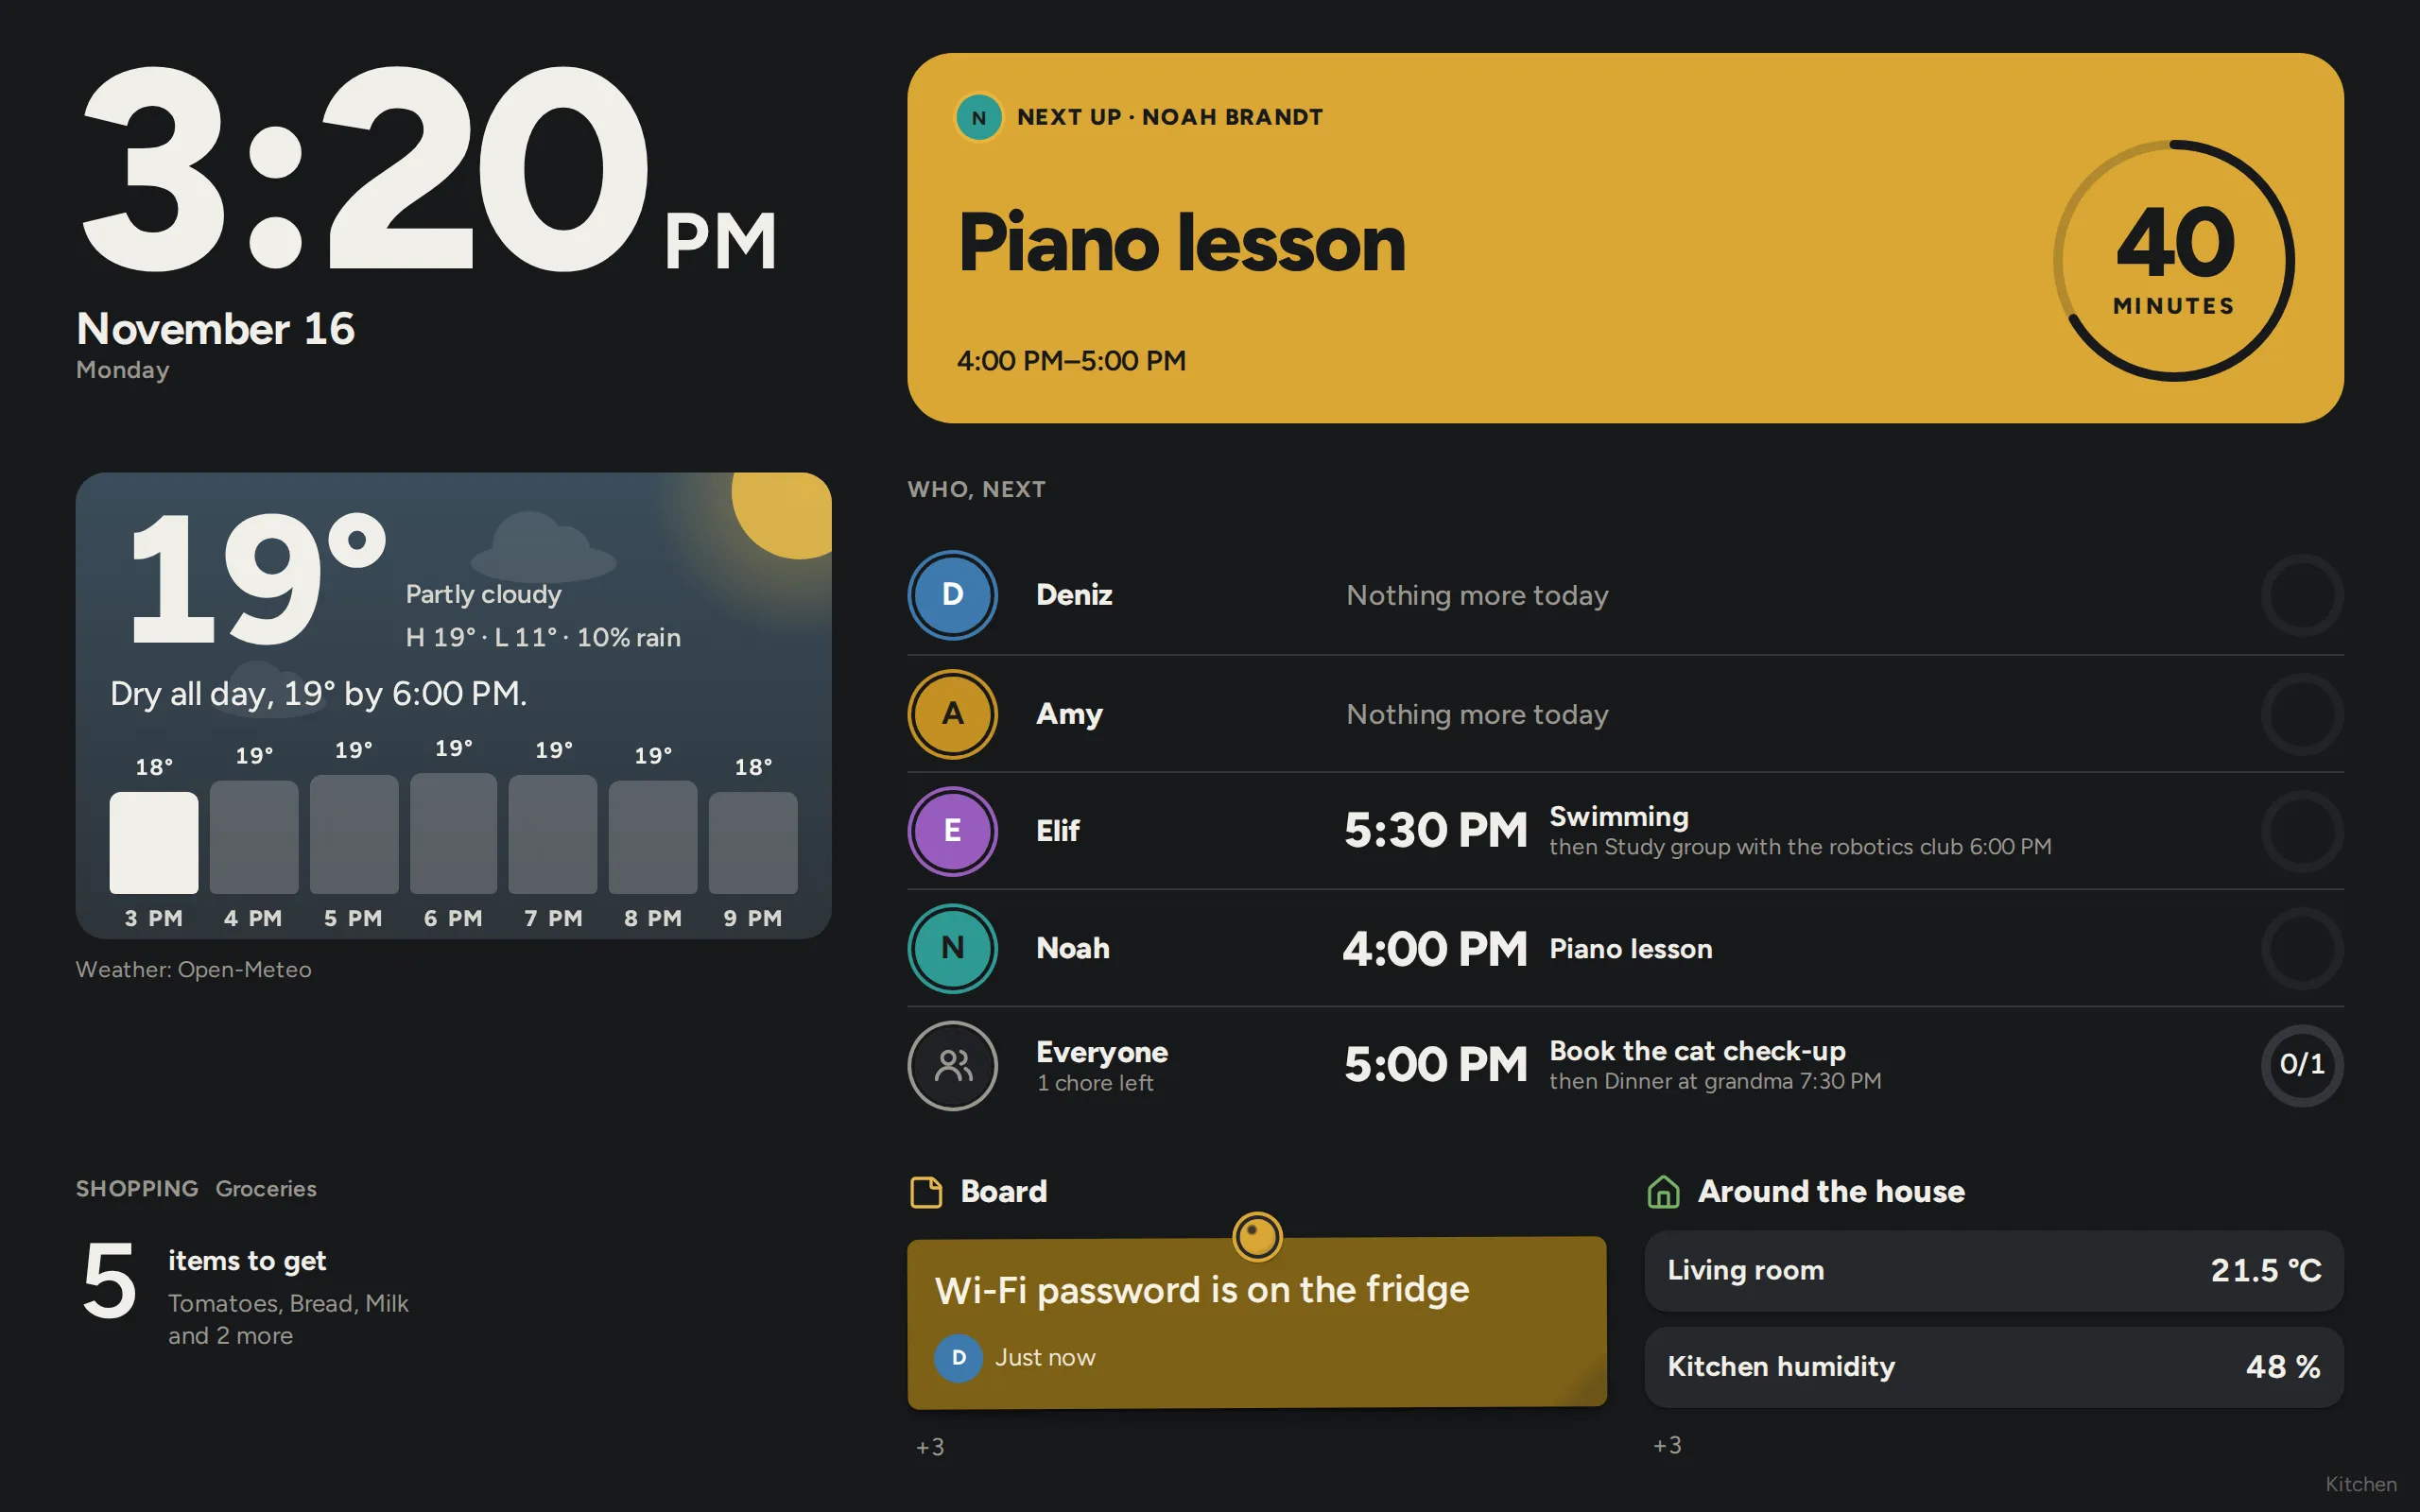 3:20 PM
November 16
Monday
N NEXT UP · NOAH BRANDT
Piano lesson
4:00 PM–5:00 PM
40
MINUTES
19°
Partly cloudy
H 19° · L 11° · 10% rain
Dry all day, 19° by 6:00 PM.
18° 19° 19° 19° 19° 19° 18°
3 PM 4 PM 5 PM 6 PM 7 PM 8 PM 9 PM
Weather: Open-Meteo
WHO, NEXT
D Deniz Nothing more today
A Amy Nothing more today
E Elif 5:30 PM Swimming
then Study group with the robotics club 6:00 PM
N Noah 4:00 PM Piano lesson
Everyone 5:00 PM Book the cat check-up 0/1
1 chore left then Dinner at grandma 7:30 PM
SHOPPING Groceries
5 items to get
Tomatoes, Bread, Milk
and 2 more
Board
Wi-Fi password is on the fridge
D Just now
+3
Around the house
Living room 21.5 °C
Kitchen humidity 48 %
+3
Kitchen